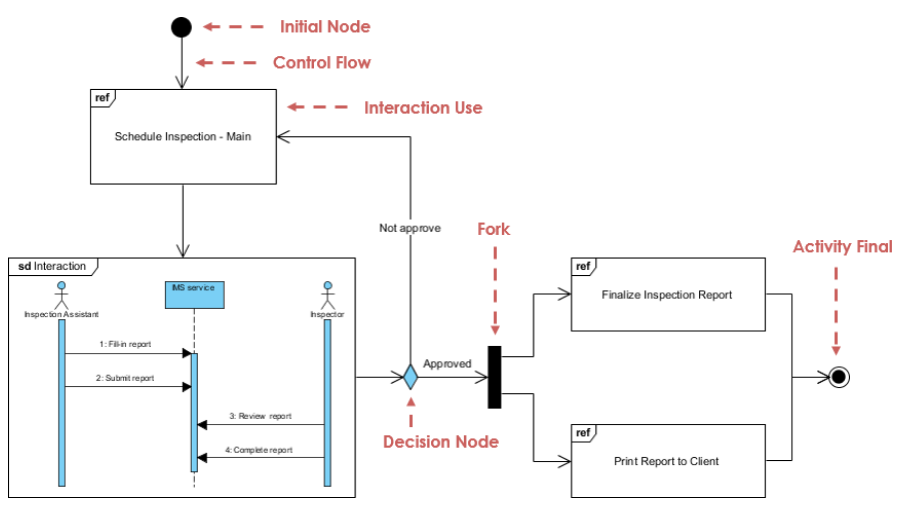 Initial Node
Control Flow
ref
Interaction Use
Schedule Inspection - Main
Not approve
Fork
Activity Final
sd Interaction
ref
IMS service
Finalize Inspection Report
Inspection Assistant
Inspector
1: Fill-in report
Approved
2: Submit report
3: Review report
ref
Decision Node
4: Complete report
Print Report to Client